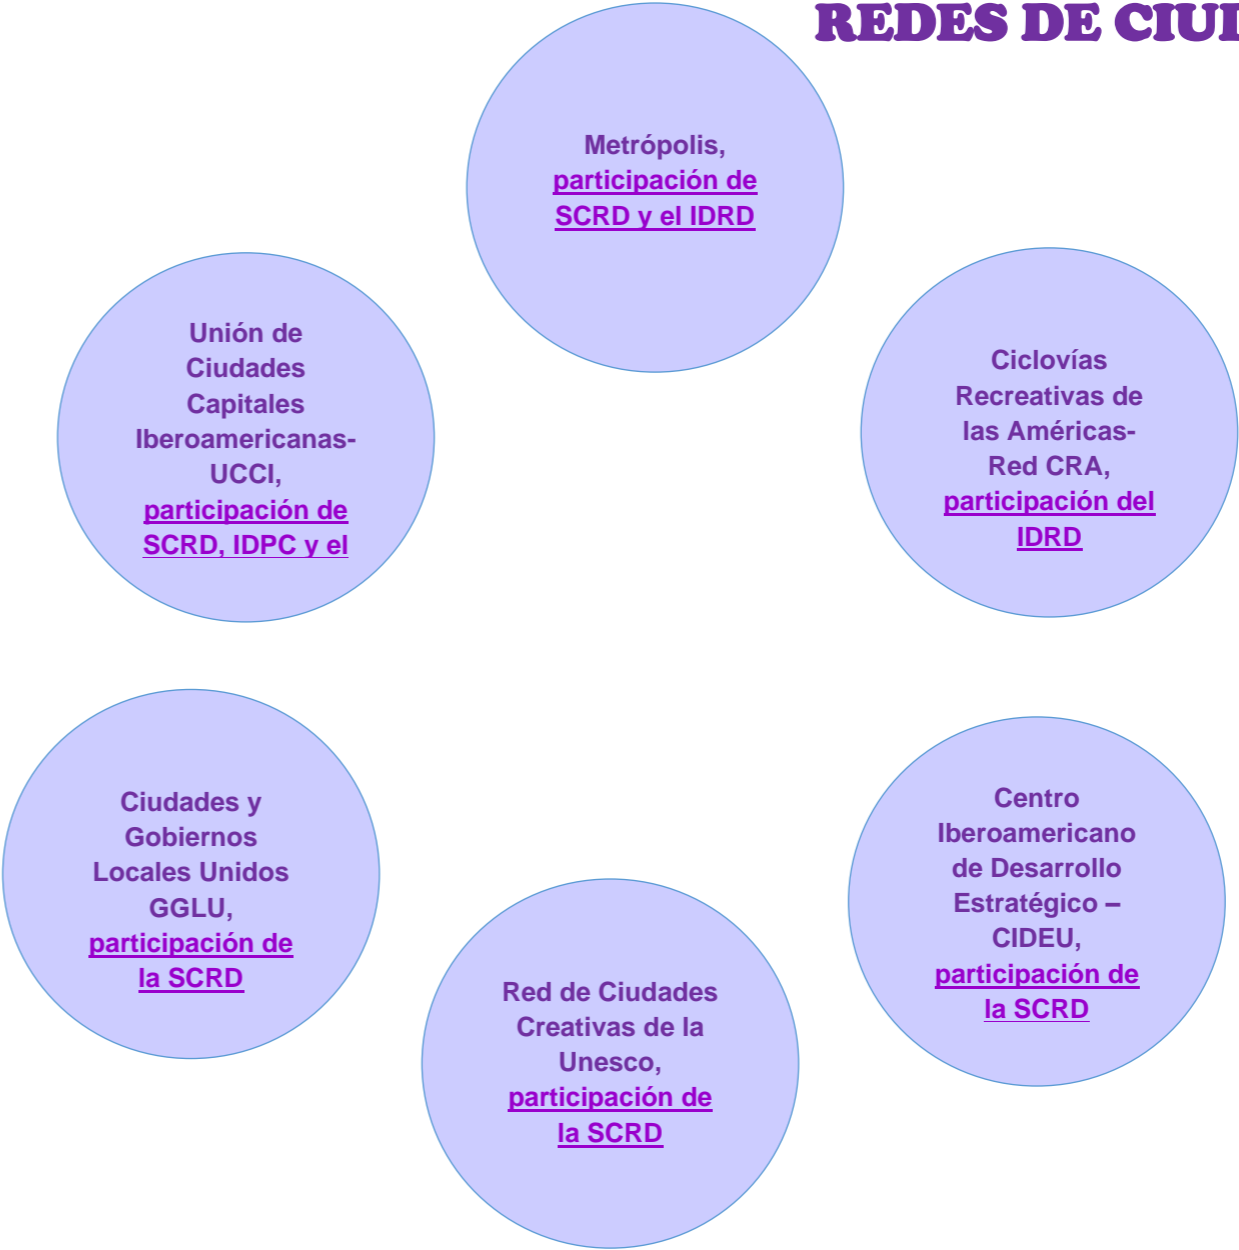 REDES DE
Metrópolis,
participación de
SCRD y el IDRD
Unión de
Ciudades
Capitales
Iberoamericanas-
UCCI,
participación de
SCRD, IDPC y el
Ciclovías
Recreativas de
las Américas-
Red CRA,
participación del
IDRD
Ciudades y
Gobiernos
Locales Unidos
GGLU,
participación de
la SCRD
Centro
Iberoamericano
de Desarrollo
Estratégico –
CIDEU,
participación de
la SCRD
Red de Ciudades
Creativas de la
Unesco,
participación de
la SCRD